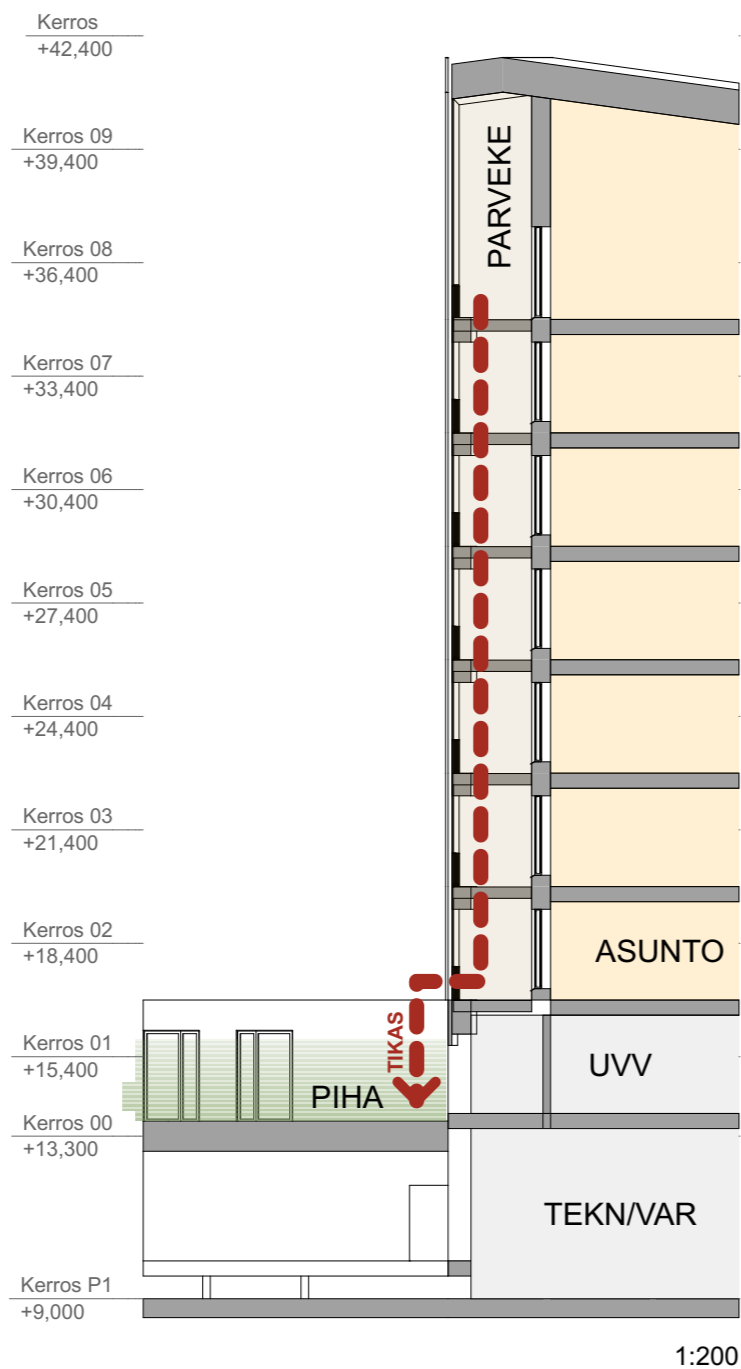 Kerros
+42,400
Kerros 09
+39,400
PARVEKE
Kerros 08
+36,400
Kerros 07
+33,400
Kerros 06
+30,400
Kerros 05
+27,400
Kerros 04
+24,400
Kerros 03
+21,400
Kerros 02
+18,400
ASUNTO
TIKAS
Kerros 01
+15,400
UVV
PIHA
Kerros 00
+13,300
TEKN/VAR
Kerros P1
+9,000
1:200